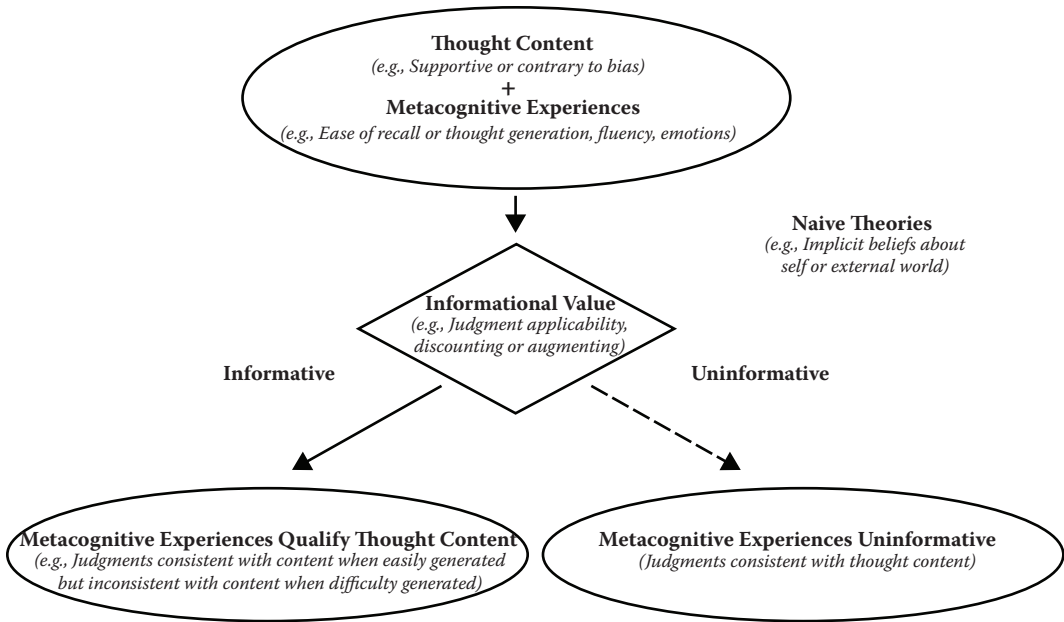 Thought Content
(e.g., Supportive or contrary to bias)
+
Metacognitive Experiences
(e.g., Ease of recall or thought generation, fluency, emotions)
Naive Theories
(e.g., Implicit beliefs about
self or external world)
Informational Value
(e.g., Judgment applicability,
discounting or augmenting)
Informative
Uninformative
Metacognitive Experiences Qualify Thought Content
(e.g., Judgments consistent with content when easily generated
but inconsistent with content when difficulty generated)
Metacognitive Experiences Uninformative
(Judgments consistent with thought content)